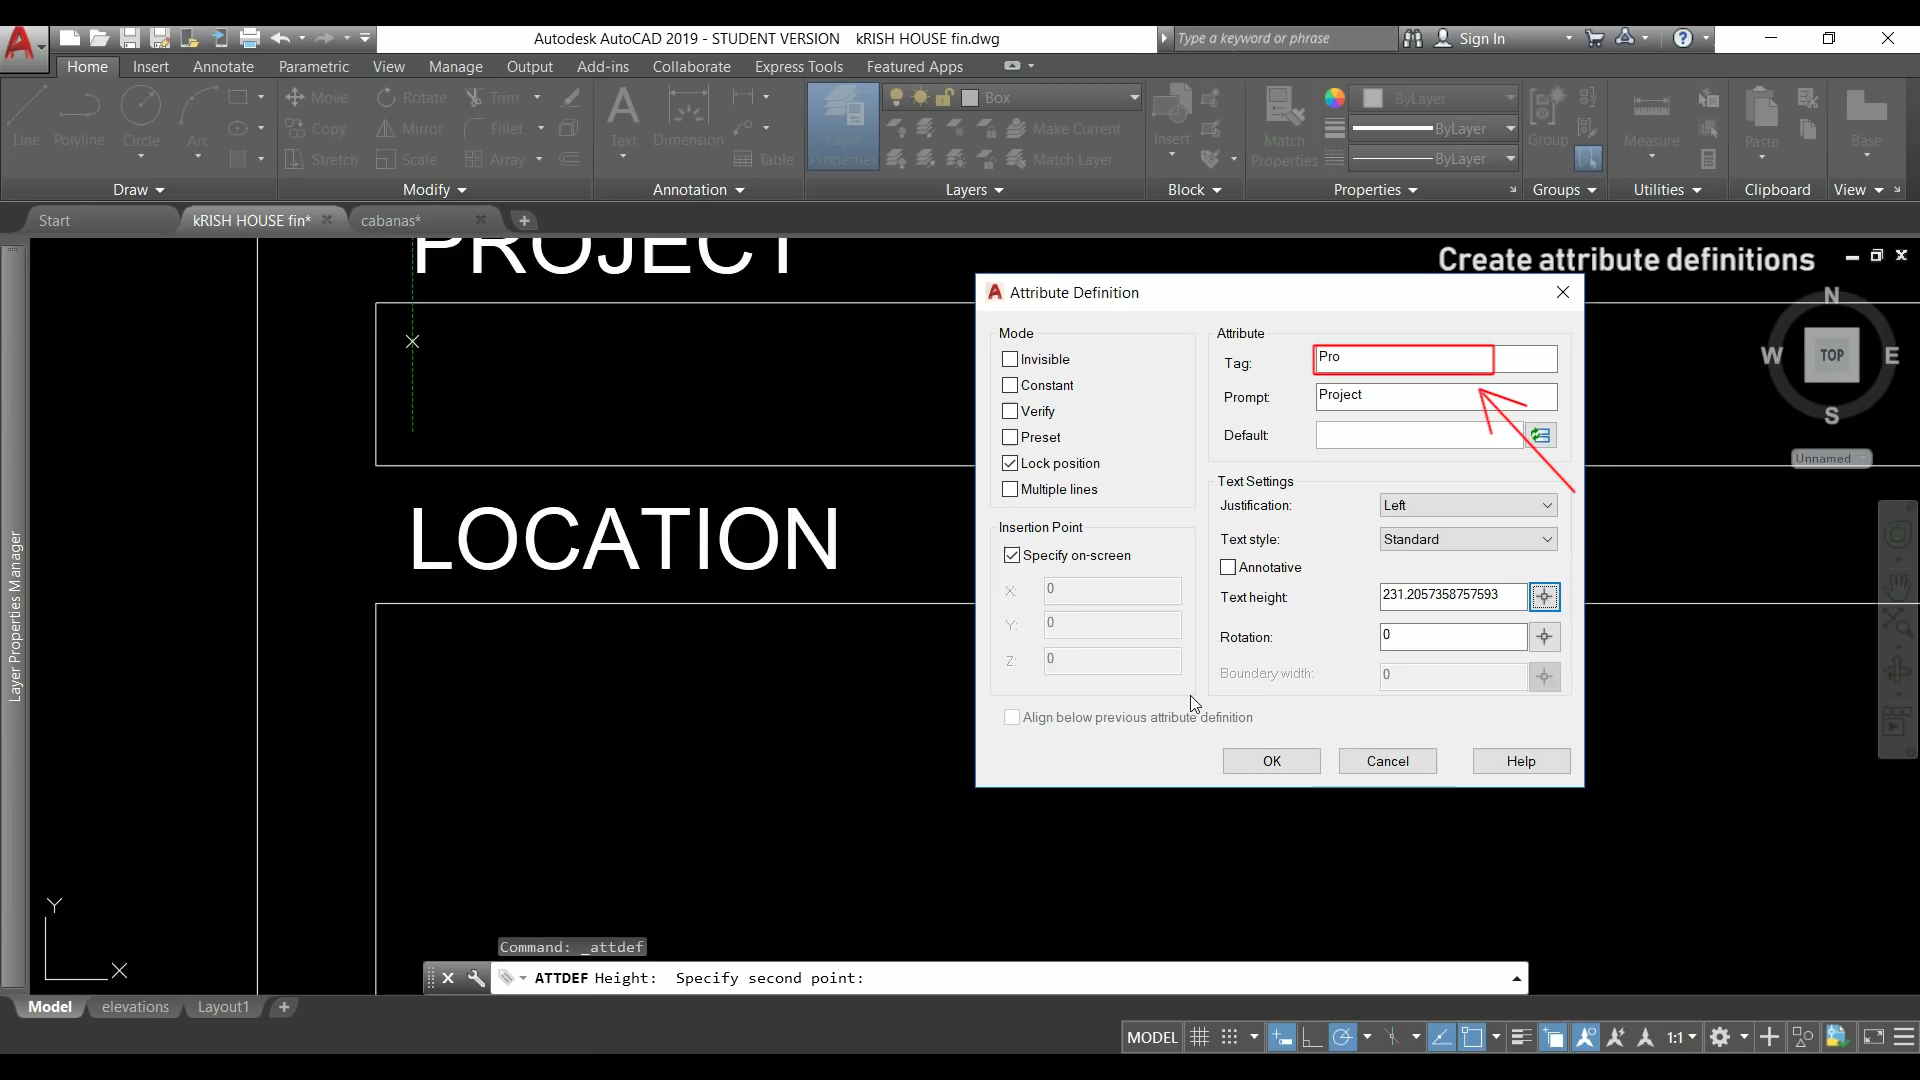 Autodesk AutoCAD 2019 - STUDENT VERSION kRISH HOUSE fin.dwg
Type a keyword or phrase
Sign In
Home Insert Annotate Parametric View Manage Output Add-ins Collaborate Express Tools Featured Apps
Line Polyline Circle Arc
Move Rotate Trim
Copy Mirror Fillet
Stretch Scale Array
Text Dimension
Table
Layer
Properties
Box
Make Current
Match Layer
Insert
Match
Properties
ByLayer
ByLayer
ByLayer
Group
Measure
Paste
Base
Draw Modify Annotation Layers Block Properties Groups Utilities Clipboard View
Start kRISH HOUSE fin* cabanas*
PROJECT
Create attribute definitions
LOCATION
Layer Properties Manager
A Attribute Definition
Mode
Invisible
Constant
Verify
Preset
Lock position
Multiple lines
Insertion Point
Specify on-screen
X: 0
Y: 0
Z: 0
Align below previous attribute definition
Attribute
Tag: Pro
Prompt: Project
Default:
Text Settings
Justification: Left
Text style: Standard
Annotative
Text height: 231.2057358757593
Rotation: 0
Boundary width: 0
OK Cancel Help
N
W TOP E
S
Unnamed
Y
X
Command: _attdef
ATTDEF Height: Specify second point:
Model elevations Layout1
MODEL 1:1